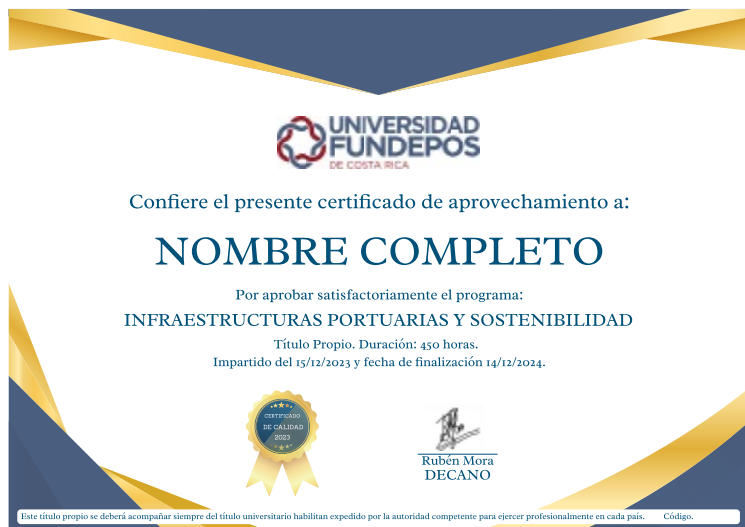 UNIVERSIDAD
FUNDEPOS
DE COSTA RICA
Confiere el presente certificado de aprovechamiento a:
NOMBRE COMPLETO
Por aprobar satisfactoriamente el programa:
INFRAESTRUCTURAS PORTUARIAS Y SOSTENIBILIDAD
Título Propio. Duración: 450 horas.
Impartido del 15/12/2023 y fecha de finalización 14/12/2024.
CERTIFICADO
DE CALIDAD
2023
Rubén Mora
DECANO
Este título propio se deberá acompañar siempre del título universitario habilitan expedido por la autoridad competente para ejercer profesionalmente en cada país. Código.